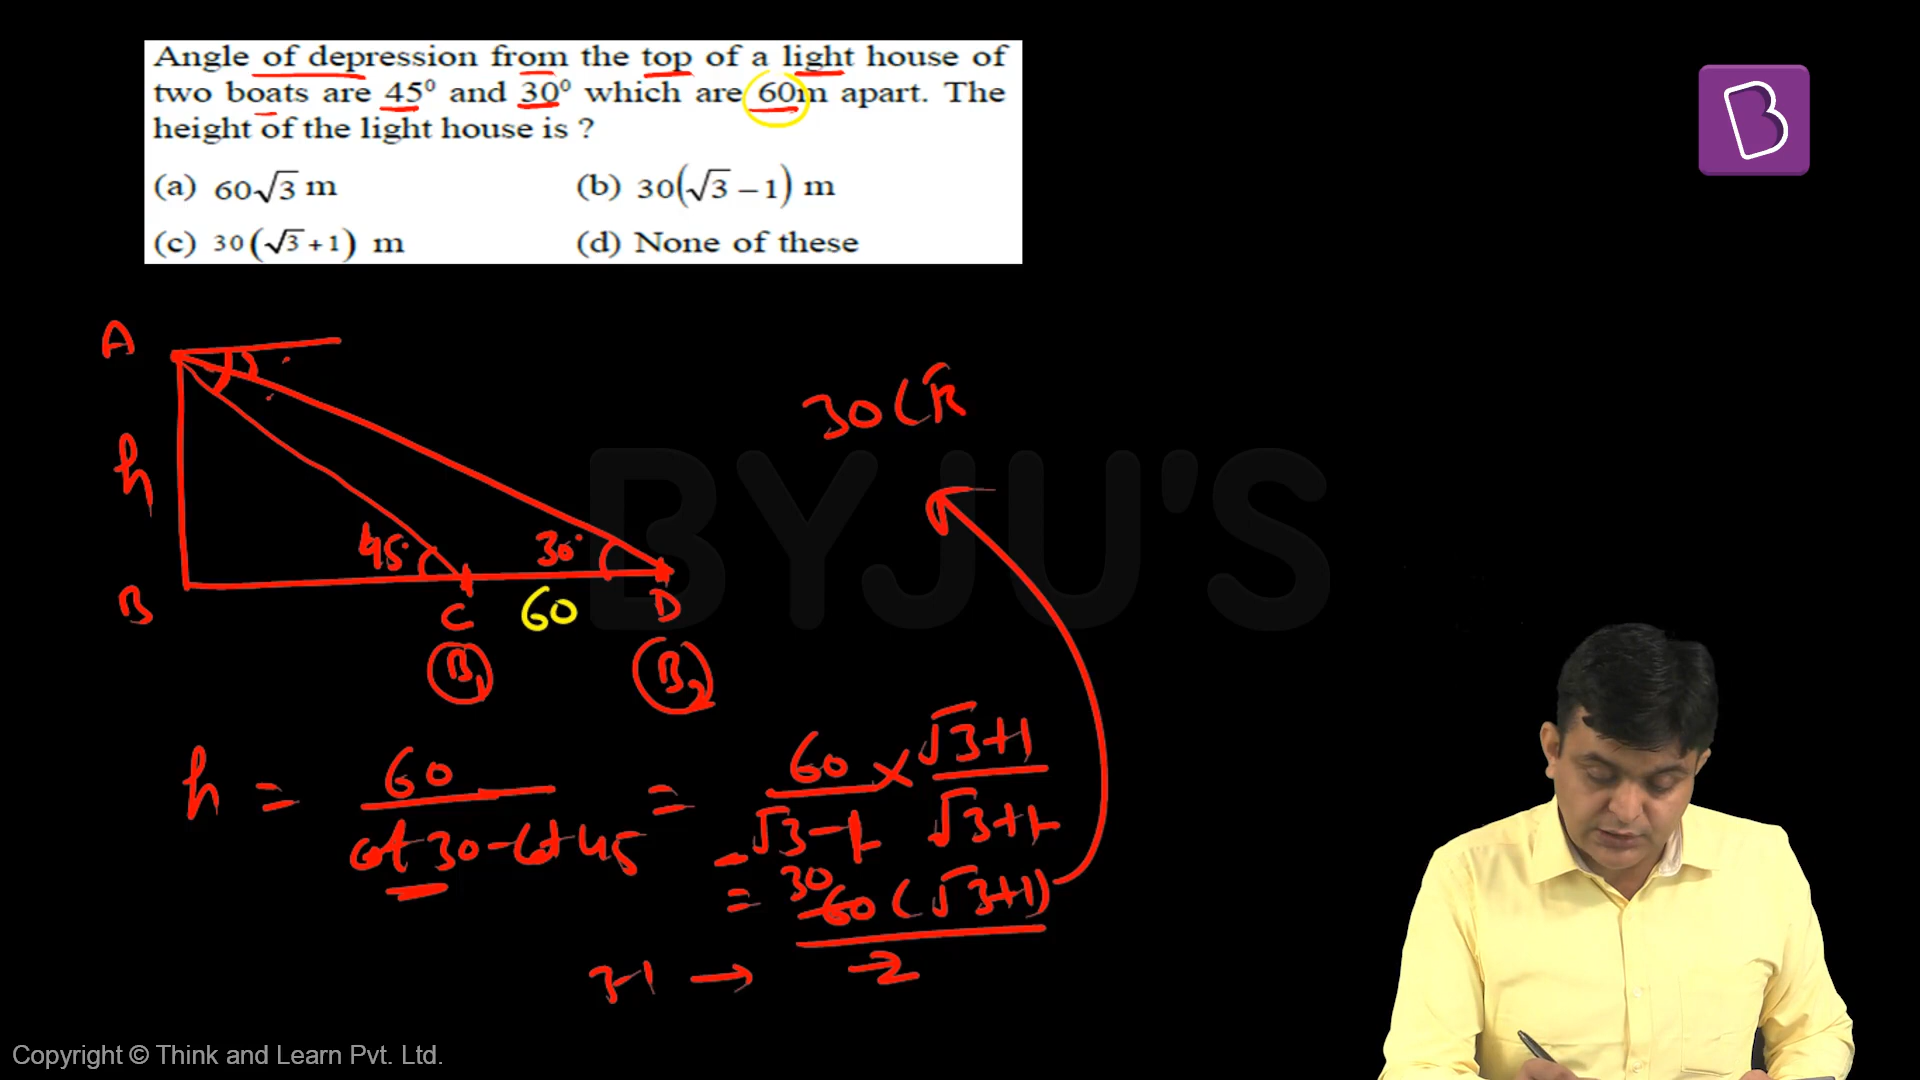 Angle of depression from the top of a light house of
two boats are 45⁰ and 30⁰ which are 60m apart. The
height of the light house is ?
(a) 60√3 m
(b) 30(√3 – 1) m
(c) 30(√3 + 1) m
(d) None of these
B
A
30(√3
h
BYJU'S
45°
30°
B
C
60
D
B₁
B₂
h = 60 / cot 30 - cot 45 = 60 / √3-1 × √3+1 / √3+1
= 30 60(√3+1) / 2
3-1 →
Copyright © Think and Learn Pvt. Ltd.